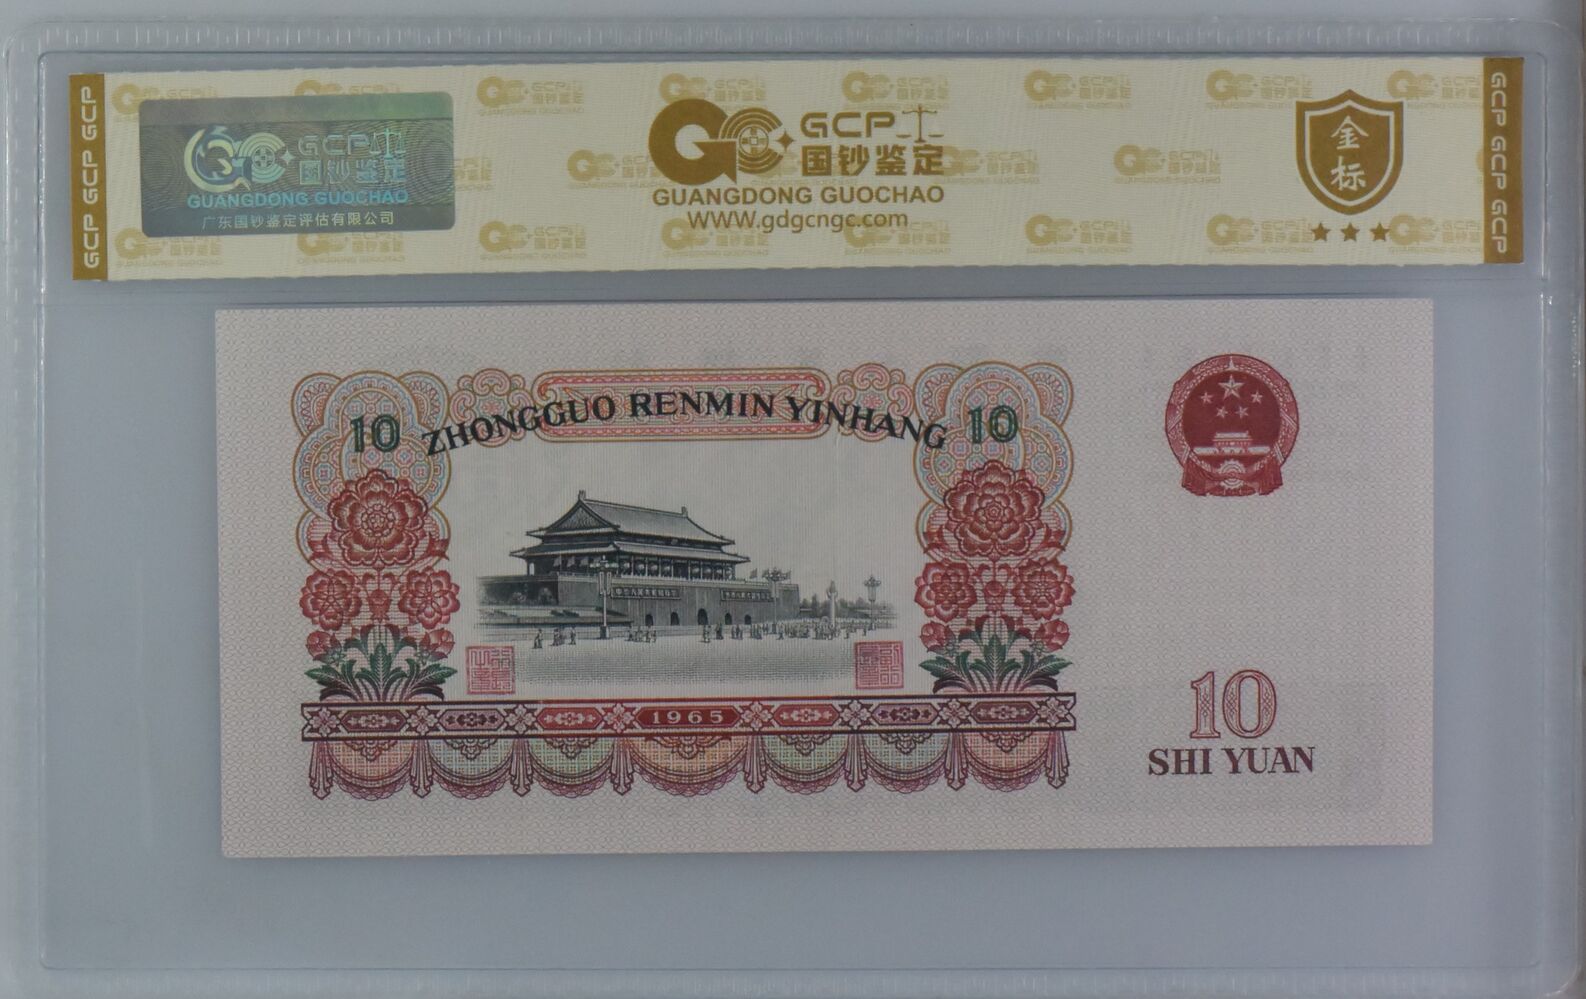 GCP
国钞鉴定
GUANGDONG GUOCHAO
广东国钞鉴定评估有限公司
GCP
国钞鉴定
GUANGDONG GUOCHAO
WWW.gdgcngc.com
金标
GCP GCP GCP
GCP GCP GCP
ZHONGGUO RENMIN YINHANG
10
10
1965
10
SHI YUAN